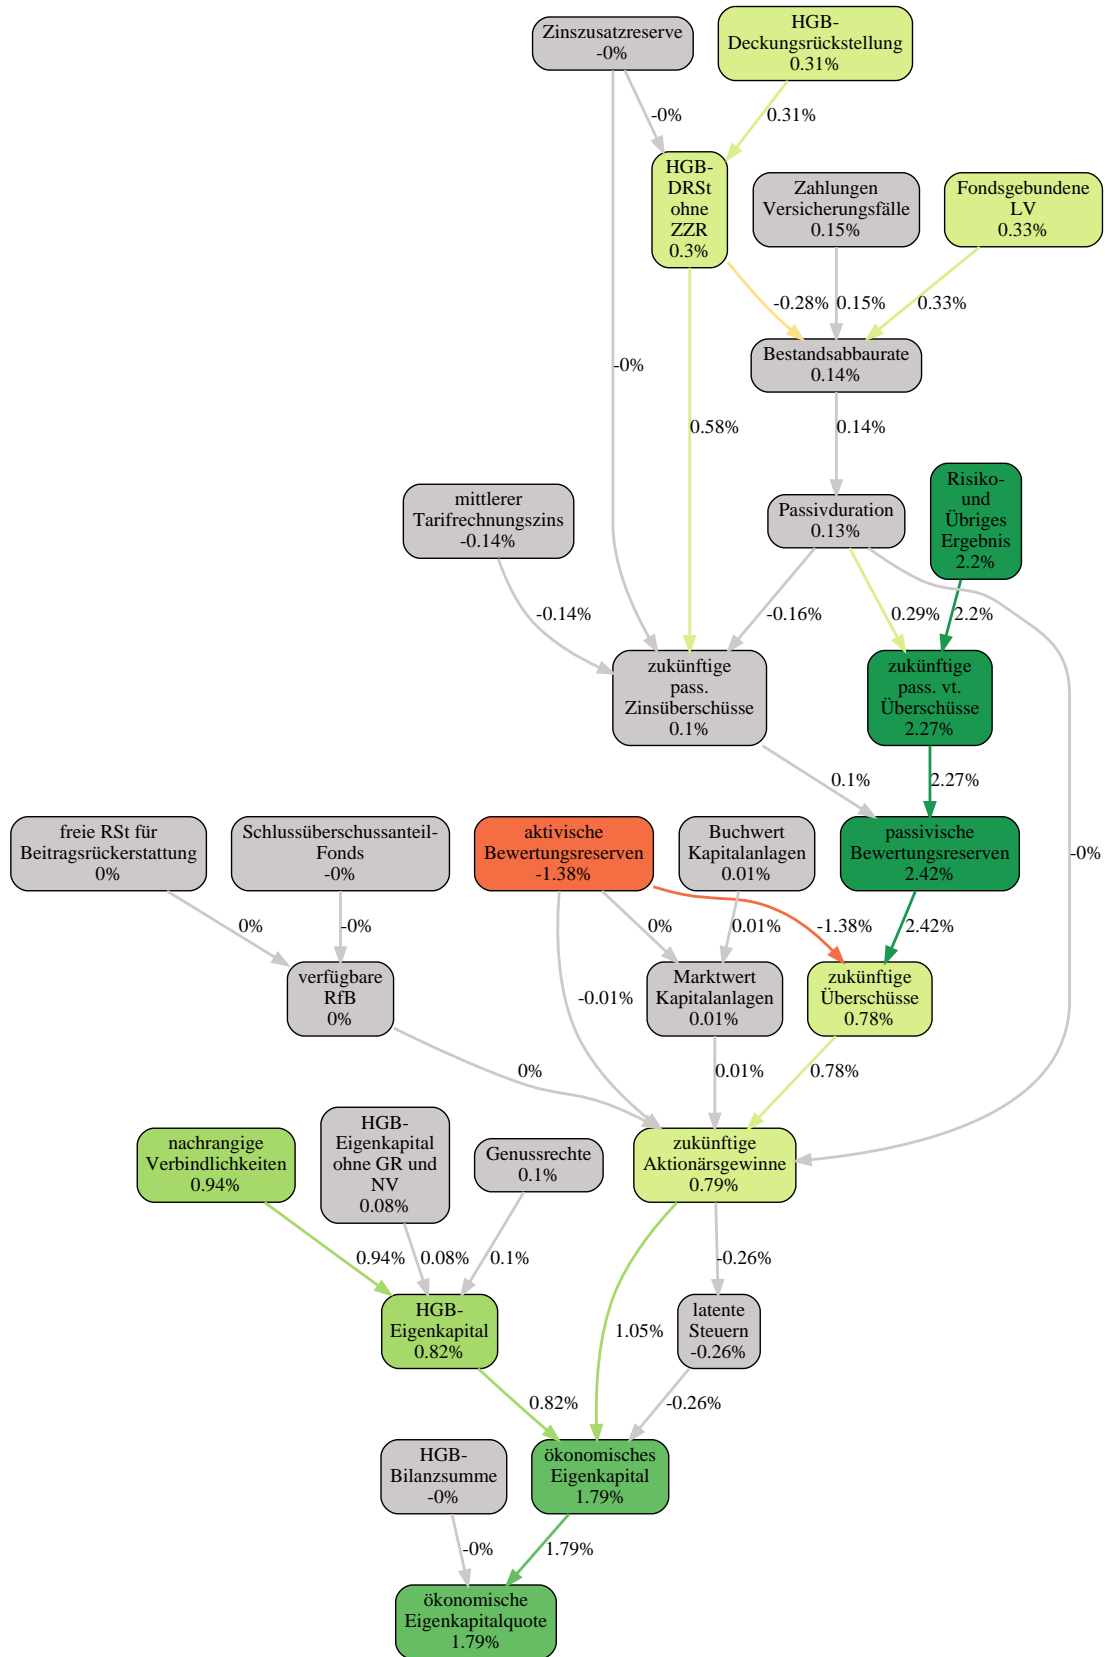 Zinszusatzreserve
-0%
HGB-
Deckungsrückstellung
0.31%
-0%
0.31%
HGB-
DRSt
ohne
ZZR
0.3%
Zahlungen
Versicherungsfälle
0.15%
Fondsgebundene
LV
0.33%
-0.28%
0.15%
0.33%
-0%
Bestandsabbaurate
0.14%
0.58%
0.14%
mittlerer
Tarifrechnungszins
-0.14%
Passivduration
0.13%
Risiko-
und
Übriges
Ergebnis
2.2%
-0.14%
-0.16%
0.29%
2.2%
zukünftige
pass.
Zinsüberschüsse
0.1%
zukünftige
pass. vt.
Überschüsse
2.27%
0.1%
2.27%
freie RSt für
Beitragsrückerstattung
0%
Schlussüberschussanteil-
Fonds
-0%
aktivische
Bewertungsreserven
-1.38%
Buchwert
Kapitalanlagen
0.01%
passivische
Bewertungsreserven
2.42%
-0%
0%
-0%
0%
0.01%
-1.38%
2.42%
verfügbare
RfB
0%
-0.01%
Marktwert
Kapitalanlagen
0.01%
zukünftige
Überschüsse
0.78%
0%
0.01%
0.78%
nachrangige
Verbindlichkeiten
0.94%
HGB-
Eigenkapital
ohne GR und
NV
0.08%
Genussrechte
0.1%
zukünftige
Aktionärsgewinne
0.79%
0.94%
0.08%
0.1%
-0.26%
HGB-
Eigenkapital
0.82%
1.05%
latente
Steuern
-0.26%
0.82%
-0.26%
HGB-
Bilanzsumme
-0%
ökonomisches
Eigenkapital
1.79%
-0%
1.79%
ökonomische
Eigenkapitalquote
1.79%